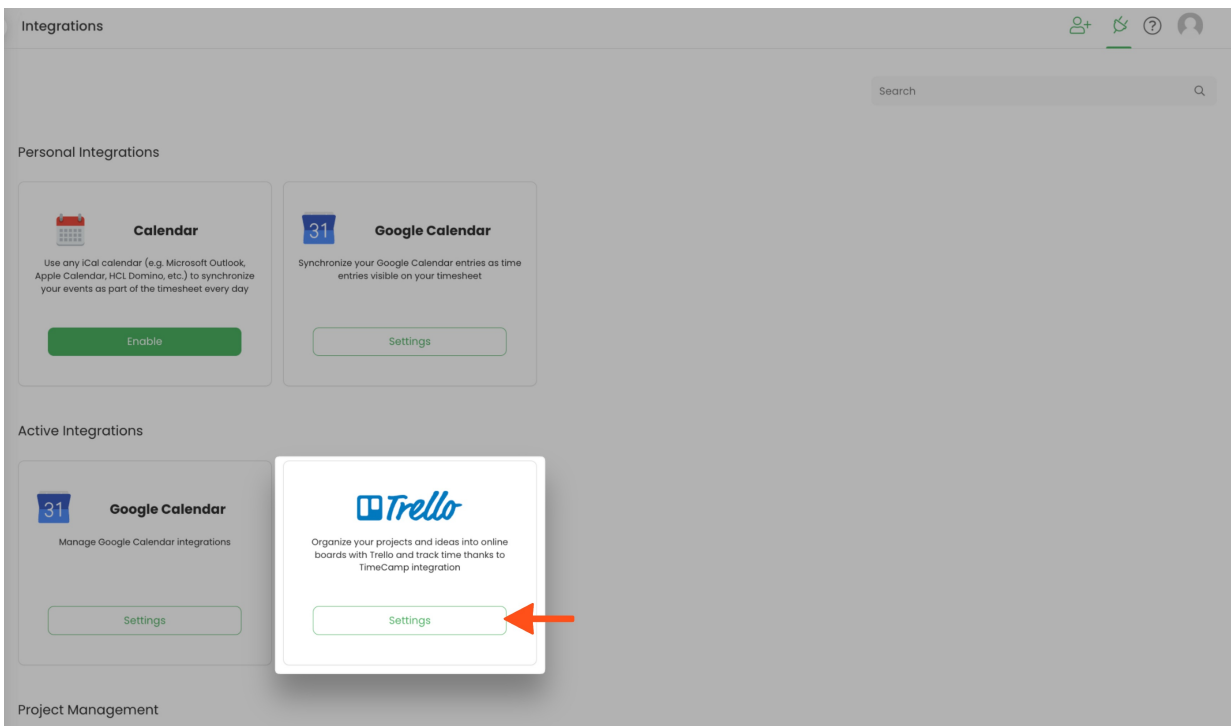 Integrations
Search
Personal Integrations
Calendar
Use any iCal calendar (e.g. Microsoft Outlook,
Apple Calendar, HCL Domino, etc.) to synchronize
your events as part of the timesheet every day
Enable
31
Google Calendar
Synchronize your Google Calendar entries as time
entries visible on your timesheet
Settings
Active Integrations
31
Google Calendar
Manage Google Calendar integrations
Settings
Trello
Organize your projects and ideas into online
boards with Trello and track time thanks to
TimeCamp integration
Settings
Project Management